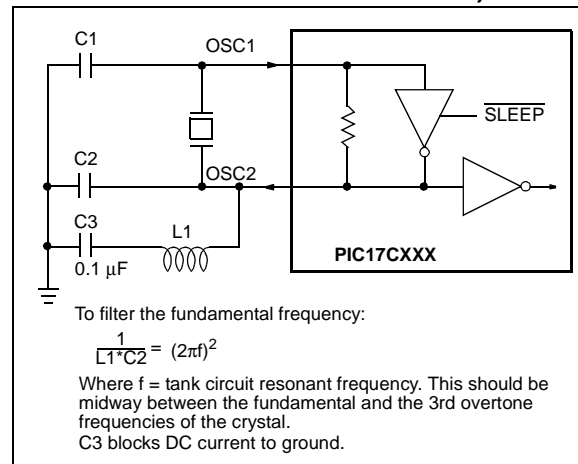 C1
OSC1
SLEEP
C2
OSC2
C3
L1
0.1 µF
PIC17CXXX
To filter the fundamental frequency:
1
L1*C2 = (2πf)2
Where f = tank circuit resonant frequency. This should be
midway between the fundamental and the 3rd overtone
frequencies of the crystal.
C3 blocks DC current to ground.